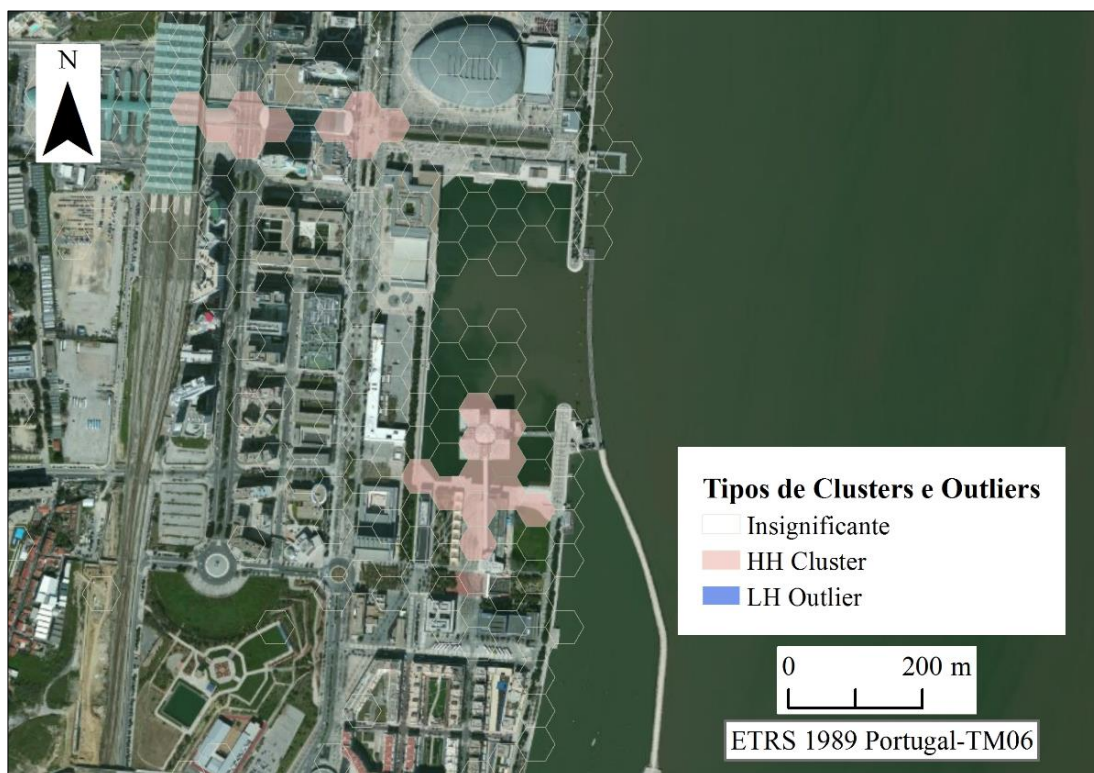 N
Tipos de Clusters e Outliers
Insignificante
HH Cluster
LH Outlier
0 200 m
ETRS 1989 Portugal-TM06